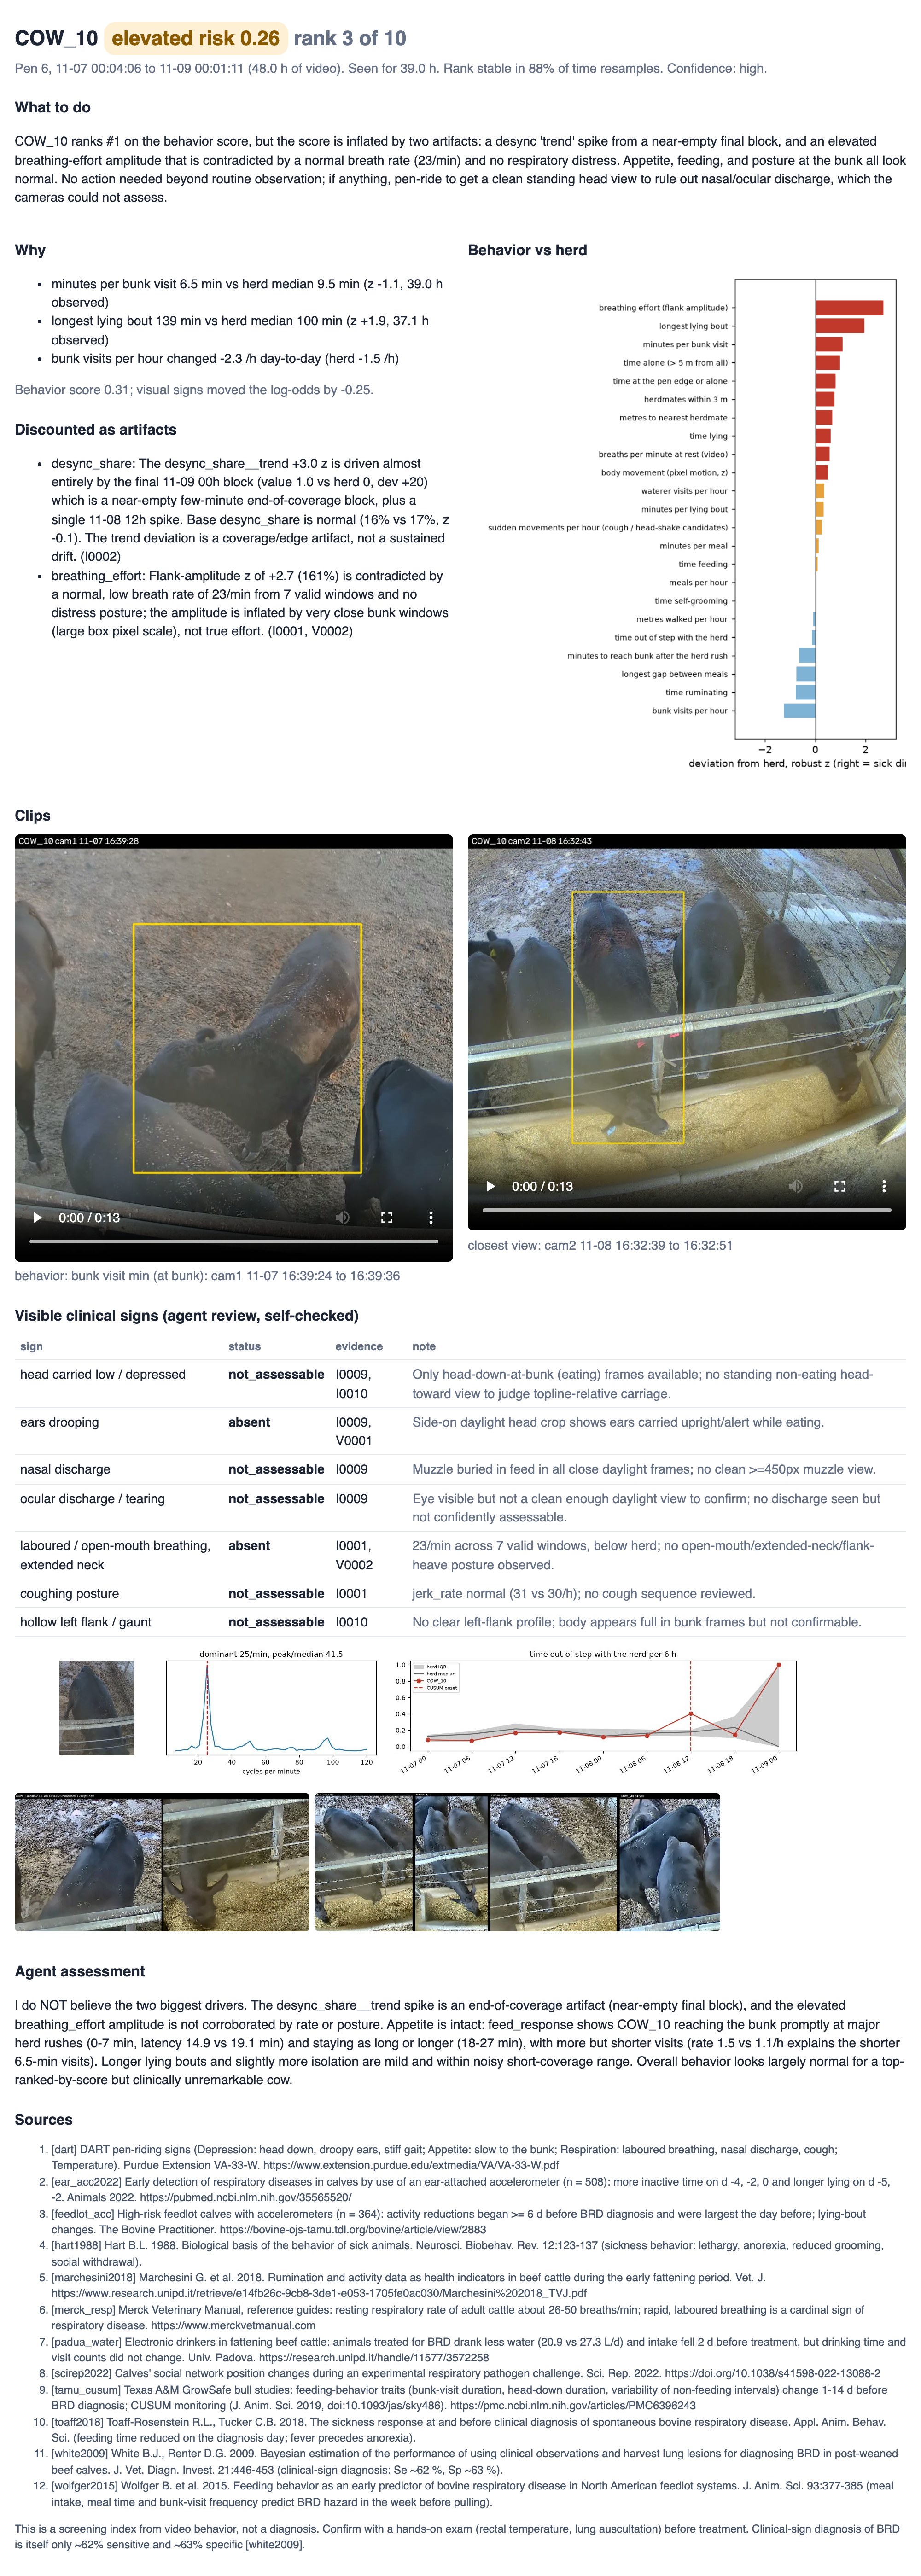 COW_10 elevated risk 0.26 rank 3 of 10
Pen 6, 11-07 00:04:06 to 11-09 00:01:11 (48.0 h of video). Seen for 39.0 h. Rank stable in 88% of time resamples. Confidence: high.
What to do
COW_10 ranks #1 on the behavior score, but the score is inflated by two artifacts: a desync 'trend' spike from a near-empty final block, and an elevated
breathing-effort amplitude that is contradicted by a normal breath rate (23/min) and no respiratory distress. Appetite, feeding, and posture at the bunk all look
normal. No action needed beyond routine observation; if anything, pen-ride to get a clean standing head view to rule out nasal/ocular discharge, which the
cameras could not assess.
Why
• minutes per bunk visit 6.5 min vs herd median 9.5 min (z -1.1, 39.0 h
observed)
• longest lying bout 139 min vs herd median 100 min (z +1.9, 37.1 h
observed)
• bunk visits per hour changed -2.3 /h day-to-day (herd -1.5 /h)
Behavior score 0.31; visual signs moved the log-odds by -0.25.
Discounted as artifacts
• desync_share: The desync_share__trend +3.0 z is driven almost
entirely by the final 11-09 00h block (value 1.0 vs herd 0, dev +20)
which is a near-empty few-minute end-of-coverage block, plus a
single 11-08 12h spike. Base desync_share is normal (16% vs 17%, z
-0.1). The trend deviation is a coverage/edge artifact, not a sustained
drift. (I0002)
• breathing_effort: Flank-amplitude z of +2.7 (161%) is contradicted by
a normal, low breath rate of 23/min from 7 valid windows and no
distress posture; the amplitude is inflated by very close bunk windows
(large box pixel scale), not true effort. (I0001, V0002)
Behavior vs herd
breathing effort (flank amplitude)
longest lying bout
minutes per bunk visit
time alone (> 5 m from all)
time at the pen edge or alone
herdmates within 3 m
metres to nearest herdmate
time lying
breaths per minute at rest (video)
body movement (pixel motion, z)
waterer visits per hour
minutes per lying bout
sudden movements per hour (cough / head-shake candidates)
minutes per meal
time feeding
meals per hour
time self-grooming
metres walked per hour
time out of step with the herd
minutes to reach bunk after the herd rush
longest gap between meals
time ruminating
bunk visits per hour
−2 0 2
deviation from herd, robust z (right = sick dir
Clips
COW_10 cam1 11-07 16:39:28
0:00 / 0:13
behavior: bunk visit min (at bunk): cam1 11-07 16:39:24 to 16:39:36
COW_10 cam2 11-08 16:32:43
0:00 / 0:13
closest view: cam2 11-08 16:32:39 to 16:32:51
Visible clinical signs (agent review, self-checked)
sign status evidence note
head carried low / depressed not_assessable I0009, I0010 Only head-down-at-bunk (eating) frames available; no standing non-eating head-
toward view to judge topline-relative carriage.
ears drooping absent I0009, V0001 Side-on daylight head crop shows ears carried upright/alert while eating.
nasal discharge not_assessable I0009 Muzzle buried in feed in all close daylight frames; no clean >=450px muzzle view.
ocular discharge / tearing not_assessable I0009 Eye visible but not a clean enough daylight view to confirm; no discharge seen but
not confidently assessable.
laboured / open-mouth breathing, extended neck absent I0001, V0002 23/min across 7 valid windows, below herd; no open-mouth/extended-neck/flank-
heave posture observed.
coughing posture not_assessable I0001 jerk_rate normal (31 vs 30/h); no cough sequence reviewed.
hollow left flank / gaunt not_assessable I0010 No clear left-flank profile; body appears full in bunk frames but not confirmable.
dominant 25/min, peak/median 41.5
20 40 60 80 100 120
cycles per minute
time out of step with the herd per 6 h
1.0
0.8
0.6
0.4
0.2
0.0
herd IQR
herd median
COW_10
CUSUM onset
11-07 00 11-07 06 11-07 12 11-07 18 11-08 00 11-08 06 11-08 12 11-08 18 11-09 00
Agent assessment
I do NOT believe the two biggest drivers. The desync_share__trend spike is an end-of-coverage artifact (near-empty final block), and the elevated
breathing_effort amplitude is not corroborated by rate or posture. Appetite is intact: feed_response shows COW_10 reaching the bunk promptly at major
herd rushes (0-7 min, latency 14.9 vs 19.1 min) and staying as long or longer (18-27 min), with more but shorter visits (rate 1.5 vs 1.1/h explains the shorter
6.5-min visits). Longer lying bouts and slightly more isolation are mild and within noisy short-coverage range. Overall behavior looks largely normal for a top-
ranked-by-score but clinically unremarkable cow.
Sources
1. [dart] DART pen-riding signs (Depression: head down, droopy ears, stiff gait; Appetite: slow to the bunk; Respiration: laboured breathing, nasal discharge, cough;
Temperature). Purdue Extension VA-33-W. https://www.extension.purdue.edu/extmedia/VA/VA-33-W.pdf
2. [ear_acc2022] Early detection of respiratory diseases in calves by use of an ear-attached accelerometer (n = 508): more inactive time on d -4, -2, 0 and longer lying on d -5,
-2. Animals 2022. https://pubmed.ncbi.nlm.nih.gov/35565520/
3. [feedlot_acc] High-risk feedlot calves with accelerometers (n = 364): activity reductions began >= 6 d before BRD diagnosis and were largest the day before; lying-bout
changes. The Bovine Practitioner. https://bovine-ojs-tamu.tdl.org/bovine/article/view/2883
4. [hart1988] Hart B.L. 1988. Biological basis of the behavior of sick animals. Neurosci. Biobehav. Rev. 12:123-137 (sickness behavior: lethargy, anorexia, reduced grooming,
social withdrawal).
5. [marchesini2018] Marchesini G. et al. 2018. Rumination and activity data as health indicators in beef cattle during the early fattening period. Vet. J.
https://www.research.unipd.it/retrieve/e14fb26c-9cb8-3de1-e053-1705fe0ac030/Marchesini%202018_TVJ.pdf
6. [merck_resp] Merck Veterinary Manual, reference guides: resting respiratory rate of adult cattle about 26-50 breaths/min; rapid, laboured breathing is a cardinal sign of
respiratory disease. https://www.merckvetmanual.com
7. [padua_water] Electronic drinkers in fattening beef cattle: animals treated for BRD drank less water (20.9 vs 27.3 L/d) and intake fell 2 d before treatment, but drinking time and
visit counts did not change. Univ. Padova. https://research.unipd.it/handle/11577/3572258
8. [scirep2022] Calves' social network position changes during an experimental respiratory pathogen challenge. Sci. Rep. 2022. https://doi.org/10.1038/s41598-022-13088-2
9. [tamu_cusum] Texas A&M GrowSafe bull studies: feeding-behavior traits (bunk-visit duration, head-down duration, variability of non-feeding intervals) change 1-14 d before
BRD diagnosis; CUSUM monitoring (J. Anim. Sci. 2019, doi:10.1093/jas/sky486). https://pmc.ncbi.nlm.nih.gov/articles/PMC6396243
10. [toaff2018] Toaff-Rosenstein R.L., Tucker C.B. 2018. The sickness response at and before clinical diagnosis of spontaneous bovine respiratory disease. Appl. Anim. Behav.
Sci. (feeding time reduced on the diagnosis day; fever precedes anorexia).
11. [white2009] White B.J., Renter D.G. 2009. Bayesian estimation of the performance of using clinical observations and harvest lung lesions for diagnosing BRD in post-weaned
beef calves. J. Vet. Diagn. Invest. 21:446-453 (clinical-sign diagnosis: Se ~62 %, Sp ~63 %).
12. [wolfger2015] Wolfger B. et al. 2015. Feeding behavior as an early predictor of bovine respiratory disease in North American feedlot systems. J. Anim. Sci. 93:377-385 (meal
intake, meal time and bunk-visit frequency predict BRD hazard in the week before pulling).
This is a screening index from video behavior, not a diagnosis. Confirm with a hands-on exam (rectal temperature, lung auscultation) before treatment. Clinical-sign diagnosis of BRD
is itself only ~62% sensitive and ~63% specific [white2009].